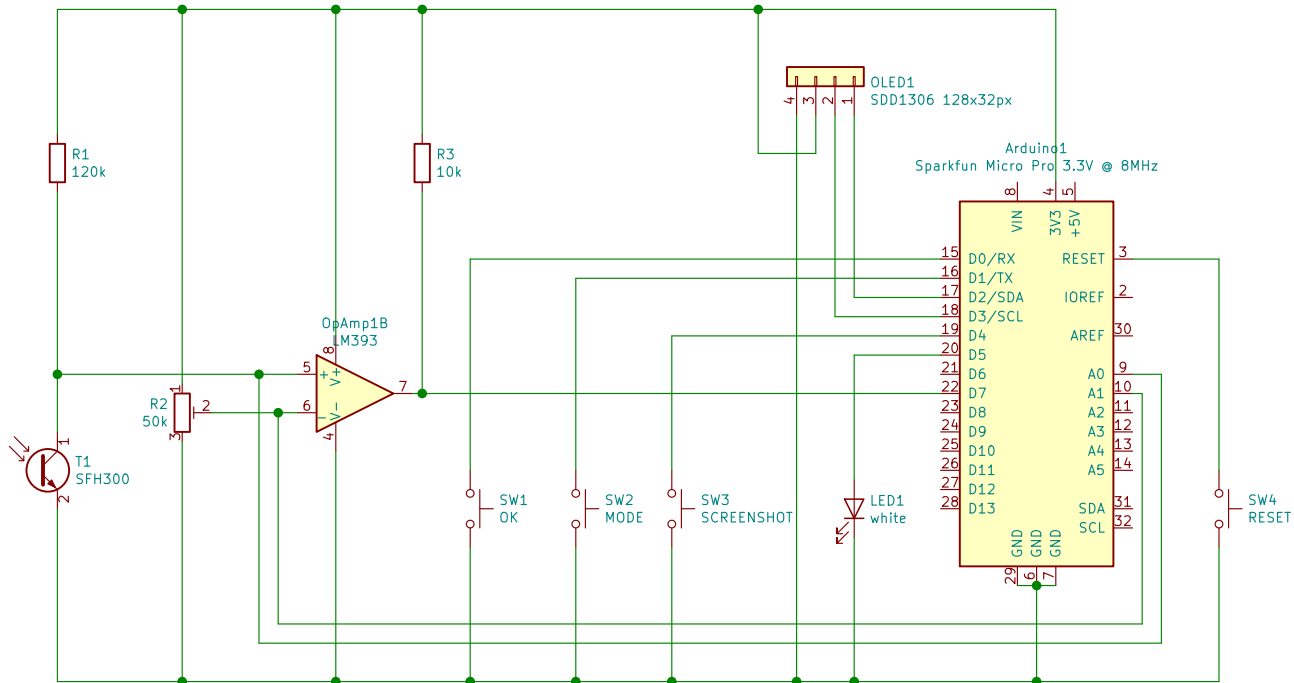 4
3
2
1
OLED1
SDD1306 128x32px
R1
120k
R3
10k
Arduino1
Sparkfun Micro Pro 3.3V @ 8MHz
8
4
5
VIN
3V3
+5V
15
D0/RX
RESET
3
16
D1/TX
17
D2/SDA
IOREF
2
18
D3/SCL
19
D4
AREF
30
20
D5
21
D6
A0
9
22
D7
A1
10
23
D8
A2
11
24
D9
A3
12
25
D10
A4
13
26
D11
A5
14
27
D12
28
D13
SDA
31
SCL
32
GND
GND
GND
29
6
7
OpAmp1B
LM393
8
5
+
V+
7
6
-
V-
4
1
R2
50k
2
3
1
T1
SFH300
2
SW1
OK
SW2
MODE
SW3
SCREENSHOT
LED1
white
SW4
RESET